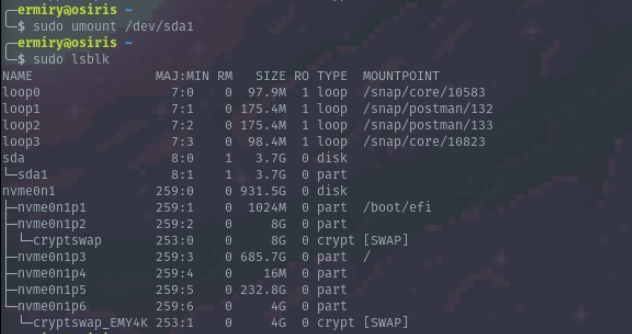 ermiry@osiris ~
$ sudo umount /dev/sda1
ermiry@osiris ~
$ sudo lsblk
NAME MAJ:MIN RM SIZE RO TYPE MOUNTPOINT
loop0 7:0 0 97.9M 1 loop /snap/core/10583
loop1 7:1 0 175.4M 1 loop /snap/postman/132
loop2 7:2 0 175.4M 1 loop /snap/postman/133
loop3 7:3 0 98.4M 1 loop /snap/core/10823
sda 8:0 1 3.7G 0 disk
└─sda1 8:1 1 3.7G 0 part
nvme0n1 259:0 0 931.5G 0 disk
├─nvme0n1p1 259:1 0 1024M 0 part /boot/efi
├─nvme0n1p2 259:2 0 8G 0 part
│ └─cryptswap 253:0 0 8G 0 crypt [SWAP]
├─nvme0n1p3 259:3 0 685.7G 0 part /
├─nvme0n1p4 259:4 0 16M 0 part
├─nvme0n1p5 259:5 0 232.8G 0 part
└─nvme0n1p6 259:6 0 4G 0 part
└─cryptswap_EMY4K 253:1 0 4G 0 crypt [SWAP]